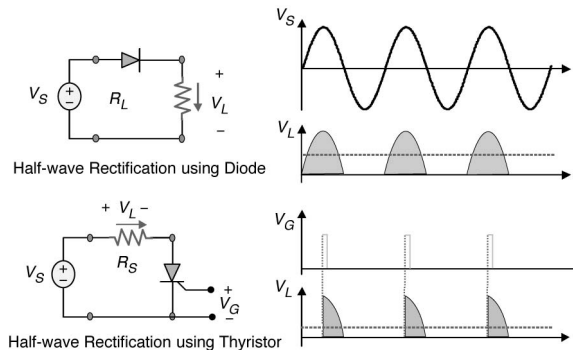 V_S
+
−
R_L
+
V_L
−
Half-wave Rectification using Diode
V_S
V_L
+ V_L −
R_S
V_S
+
−
+
V_G
−
Half-wave Rectification using Thyristor
V_G
V_L